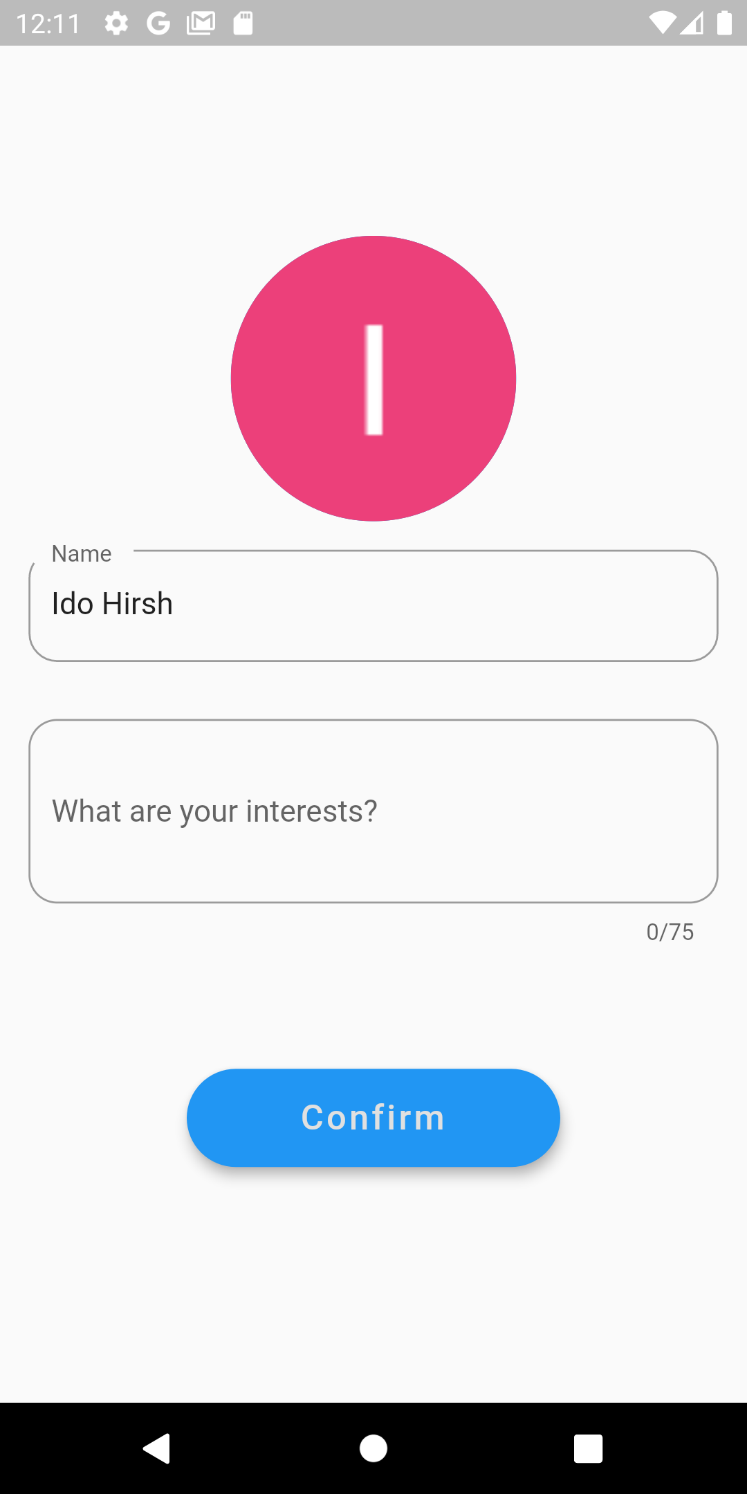 12:11
I
Name
Ido Hirsh
What are your interests?
0/75
Confirm